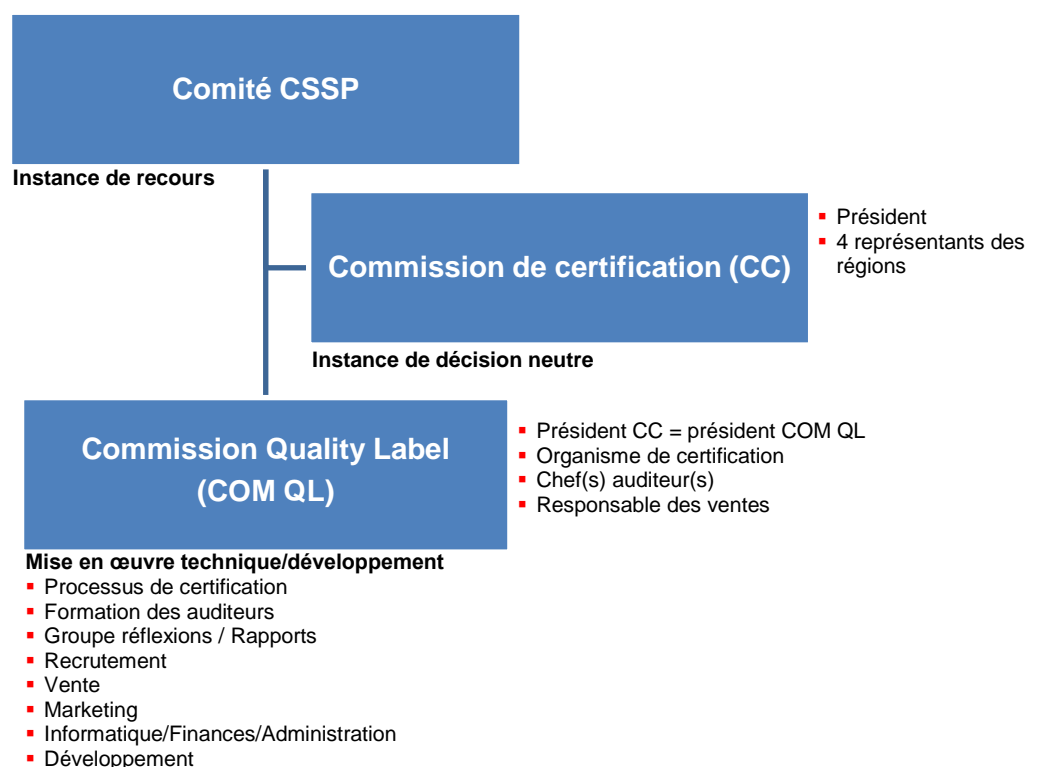 Comité CSSP
Instance de recours
Commission de certification (CC)
▪ Président
▪ 4 représentants des
régions
Instance de décision neutre
Commission Quality Label
(COM QL)
▪ Président CC = président COM QL
▪ Organisme de certification
▪ Chef(s) auditeur(s)
▪ Responsable des ventes
Mise en œuvre technique/développement
▪ Processus de certification
▪ Formation des auditeurs
▪ Groupe réflexions / Rapports
▪ Recrutement
▪ Vente
▪ Marketing
▪ Informatique/Finances/Administration
▪ Développement